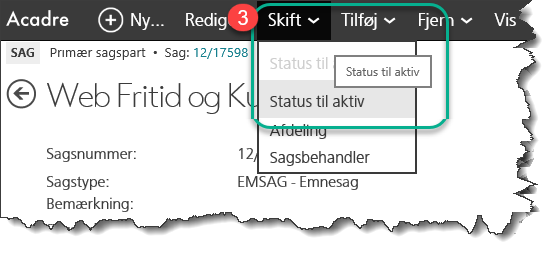 Acadre Ny... Redig 3 Skift Tilføj Fjern Vis
SAG Primær sagspart • Sag: 12/17598
Status til a
Status til aktiv
Web Fritid og Ku
Status til aktiv
Afdeling
Sagsnummer: 12/
Sagsbehandler
Sagstype: EMSAG - Emnesag
Bemærkning: